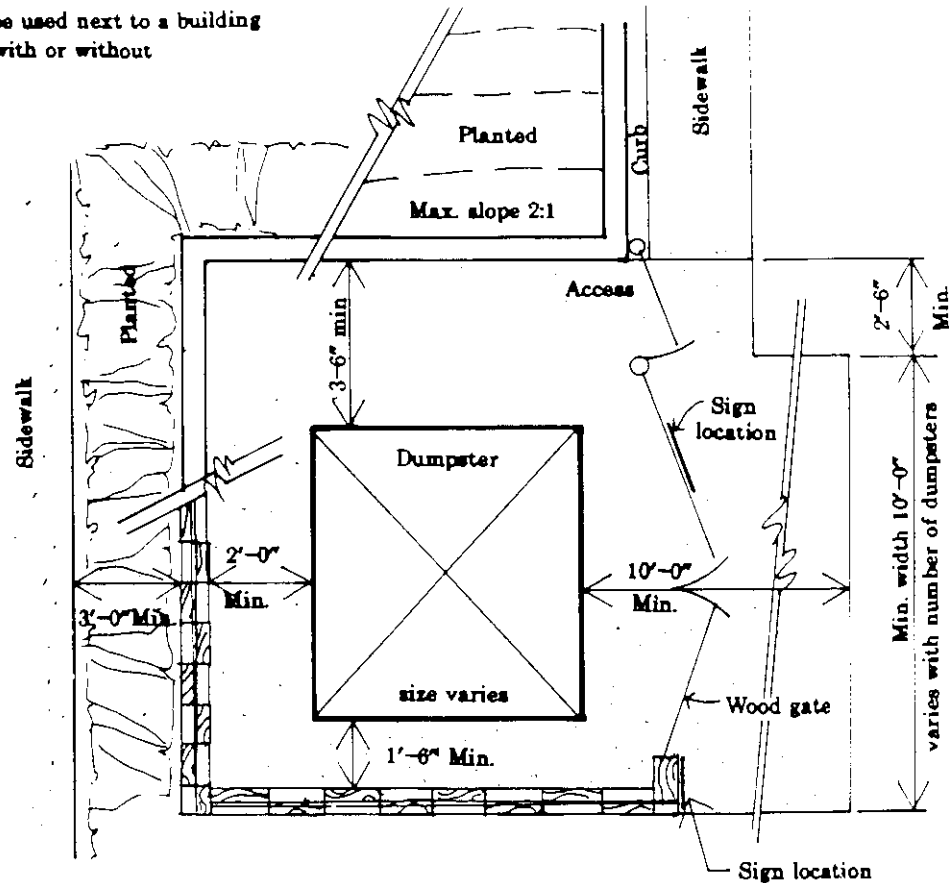 be used next to a building
with or without
Sidewalk
Planted
Curb
Max. slope 2:1
Access
Planted
3-6" min
2'-6"
Min.
Sidewalk
Sign
location
Dumpster
2'-0"
Min.
10'-0"
Min.
3'-0" Min
Min. width 10'-0"
varies with number of dumpsters
size varies
Wood gate
1'-6" Min.
Sign location